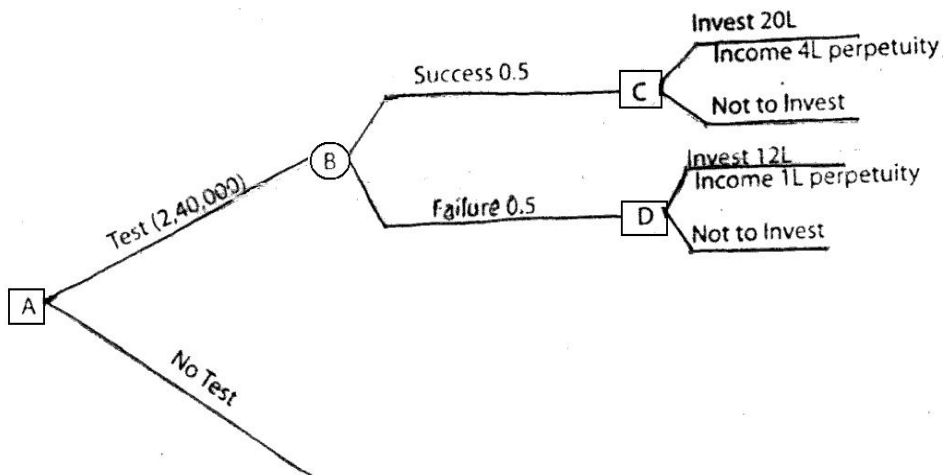 Invest 20L
Income 4L perpetuity
Success 0.5
C
Not to Invest
B
Invest 12L
Income 1L perpetuity
Test (2,40,000)
Failure 0.5
D
Not to Invest
A
No Test